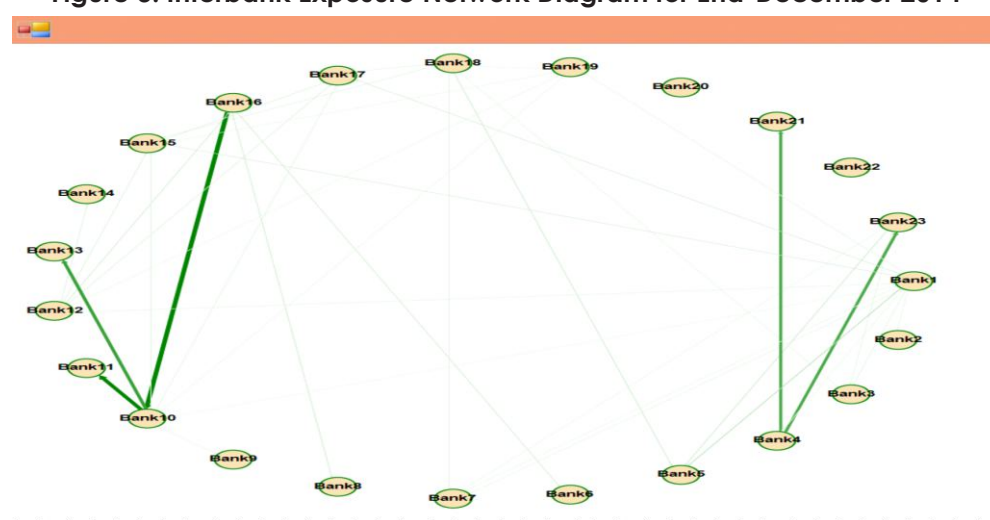 Figure 3: Interbank Exposure Network Diagram for End-December 2014
Bank18
Bank19
Bank17
Bank20
Bank16
Bank21
Bank15
Bank22
Bank14
Bank23
Bank13
Bank1
Bank12
Bank2
Bank11
Bank3
Bank10
Bank4
Bank9
Bank5
Bank8
Bank6
Bank7